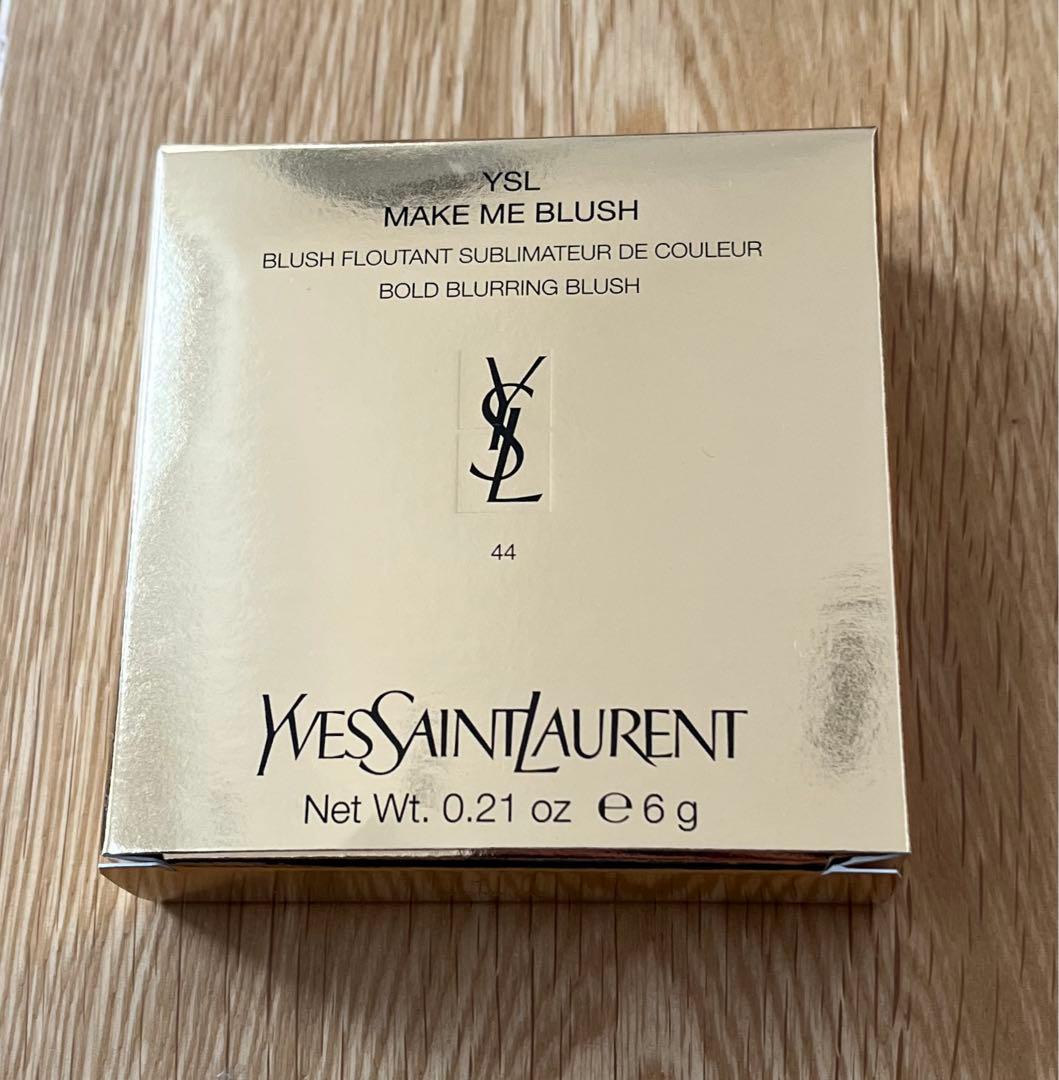 YSL
MAKE ME BLUSH
BLUSH FLOUTANT SUBLIMATEUR DE COULEUR
BOLD BLURRING BLUSH
YSL
44
YVESSAINTLAURENT
Net Wt. 0.21 oz ℮ 6 g